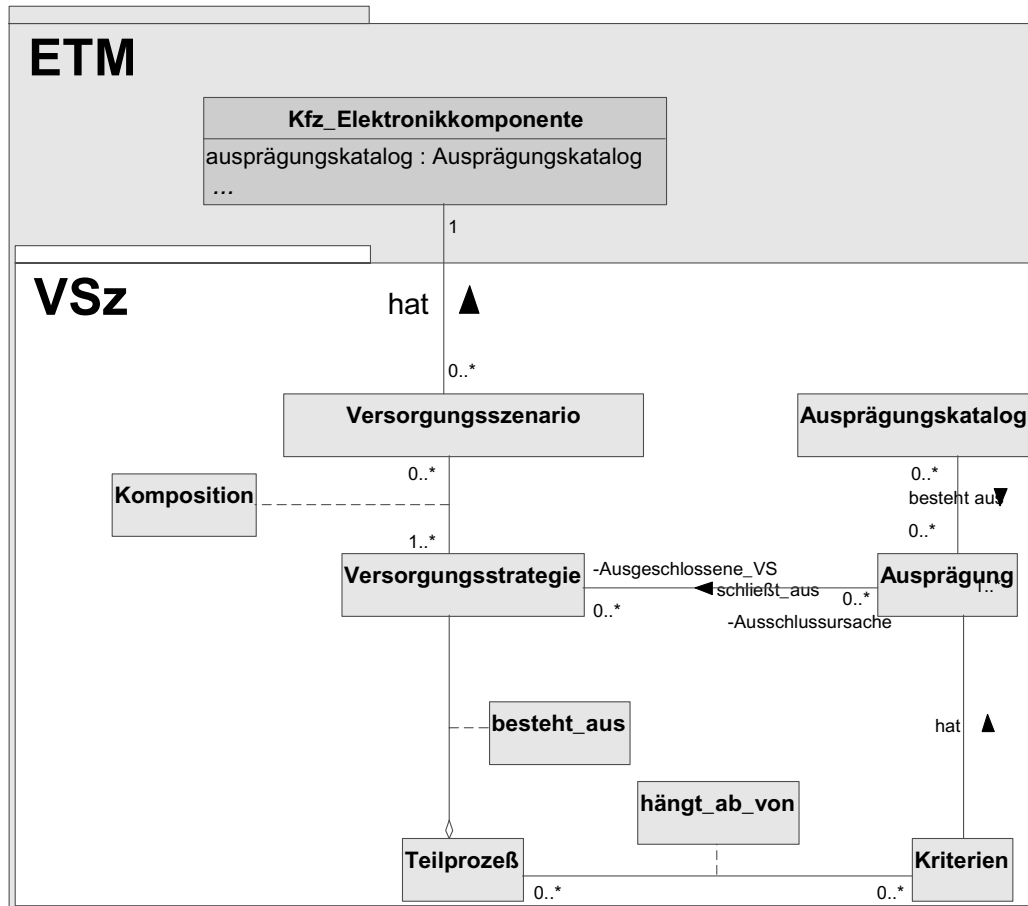 ETM
Kfz_Elektronikkomponente
ausprägungskatalog : Ausprägungskatalog
...
1
VSz
hat
0..*
Versorgungsszenario
Ausprägungskatalog
0..*
0..*
Komposition
besteht aus
1..*
0..*
Versorgungsstrategie
-Ausgeschlossene_VS
schließt_aus
Ausprägung
1..*
0..*
0..*
-Ausschlussursache
besteht_aus
hat
hängt_ab_von
Teilprozeß
Kriterien
0..*
0..*